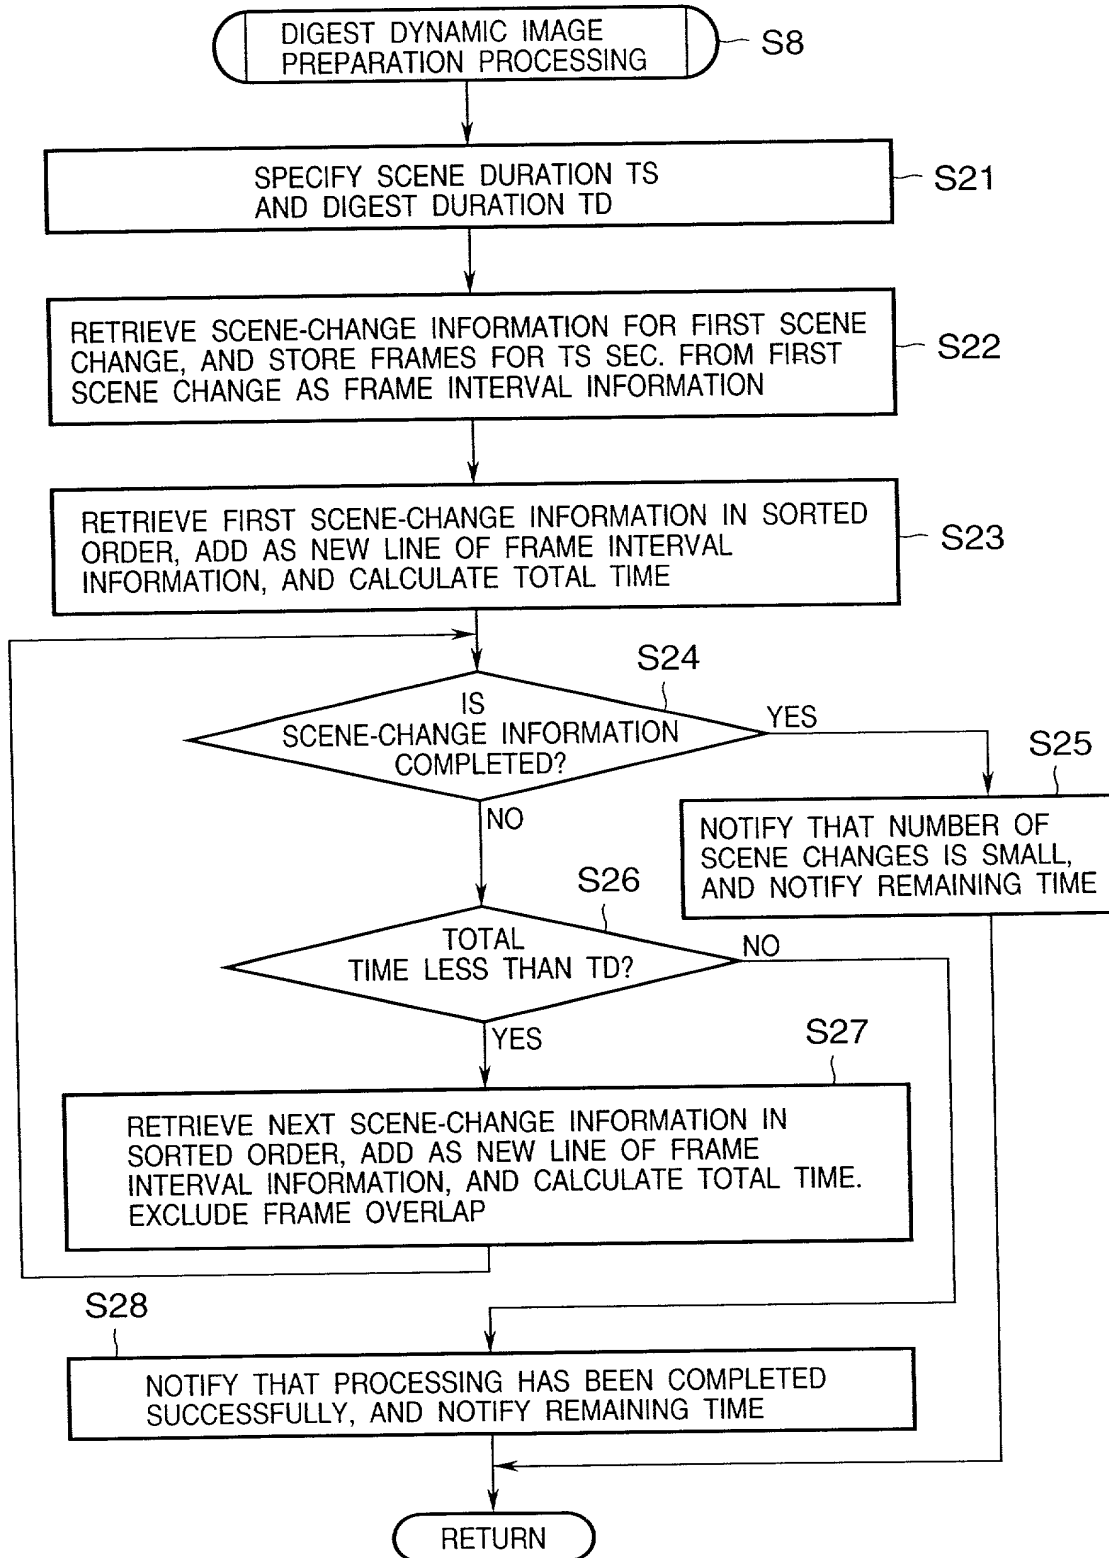 DIGEST DYNAMIC IMAGE
PREPARATION PROCESSING
S8
SPECIFY SCENE DURATION TS
AND DIGEST DURATION TD
S21
RETRIEVE SCENE-CHANGE INFORMATION FOR FIRST SCENE
CHANGE, AND STORE FRAMES FOR TS SEC. FROM FIRST
SCENE CHANGE AS FRAME INTERVAL INFORMATION
S22
RETRIEVE FIRST SCENE-CHANGE INFORMATION IN SORTED
ORDER, ADD AS NEW LINE OF FRAME INTERVAL
INFORMATION, AND CALCULATE TOTAL TIME
S23
S24
IS
SCENE-CHANGE INFORMATION
COMPLETED?
YES
NO
S25
NOTIFY THAT NUMBER OF
SCENE CHANGES IS SMALL,
AND NOTIFY REMAINING TIME
S26
TOTAL
TIME LESS THAN TD?
NO
YES
S27
RETRIEVE NEXT SCENE-CHANGE INFORMATION IN
SORTED ORDER, ADD AS NEW LINE OF FRAME
INTERVAL INFORMATION, AND CALCULATE TOTAL TIME.
EXCLUDE FRAME OVERLAP
S28
NOTIFY THAT PROCESSING HAS BEEN COMPLETED
SUCCESSFULLY, AND NOTIFY REMAINING TIME
RETURN